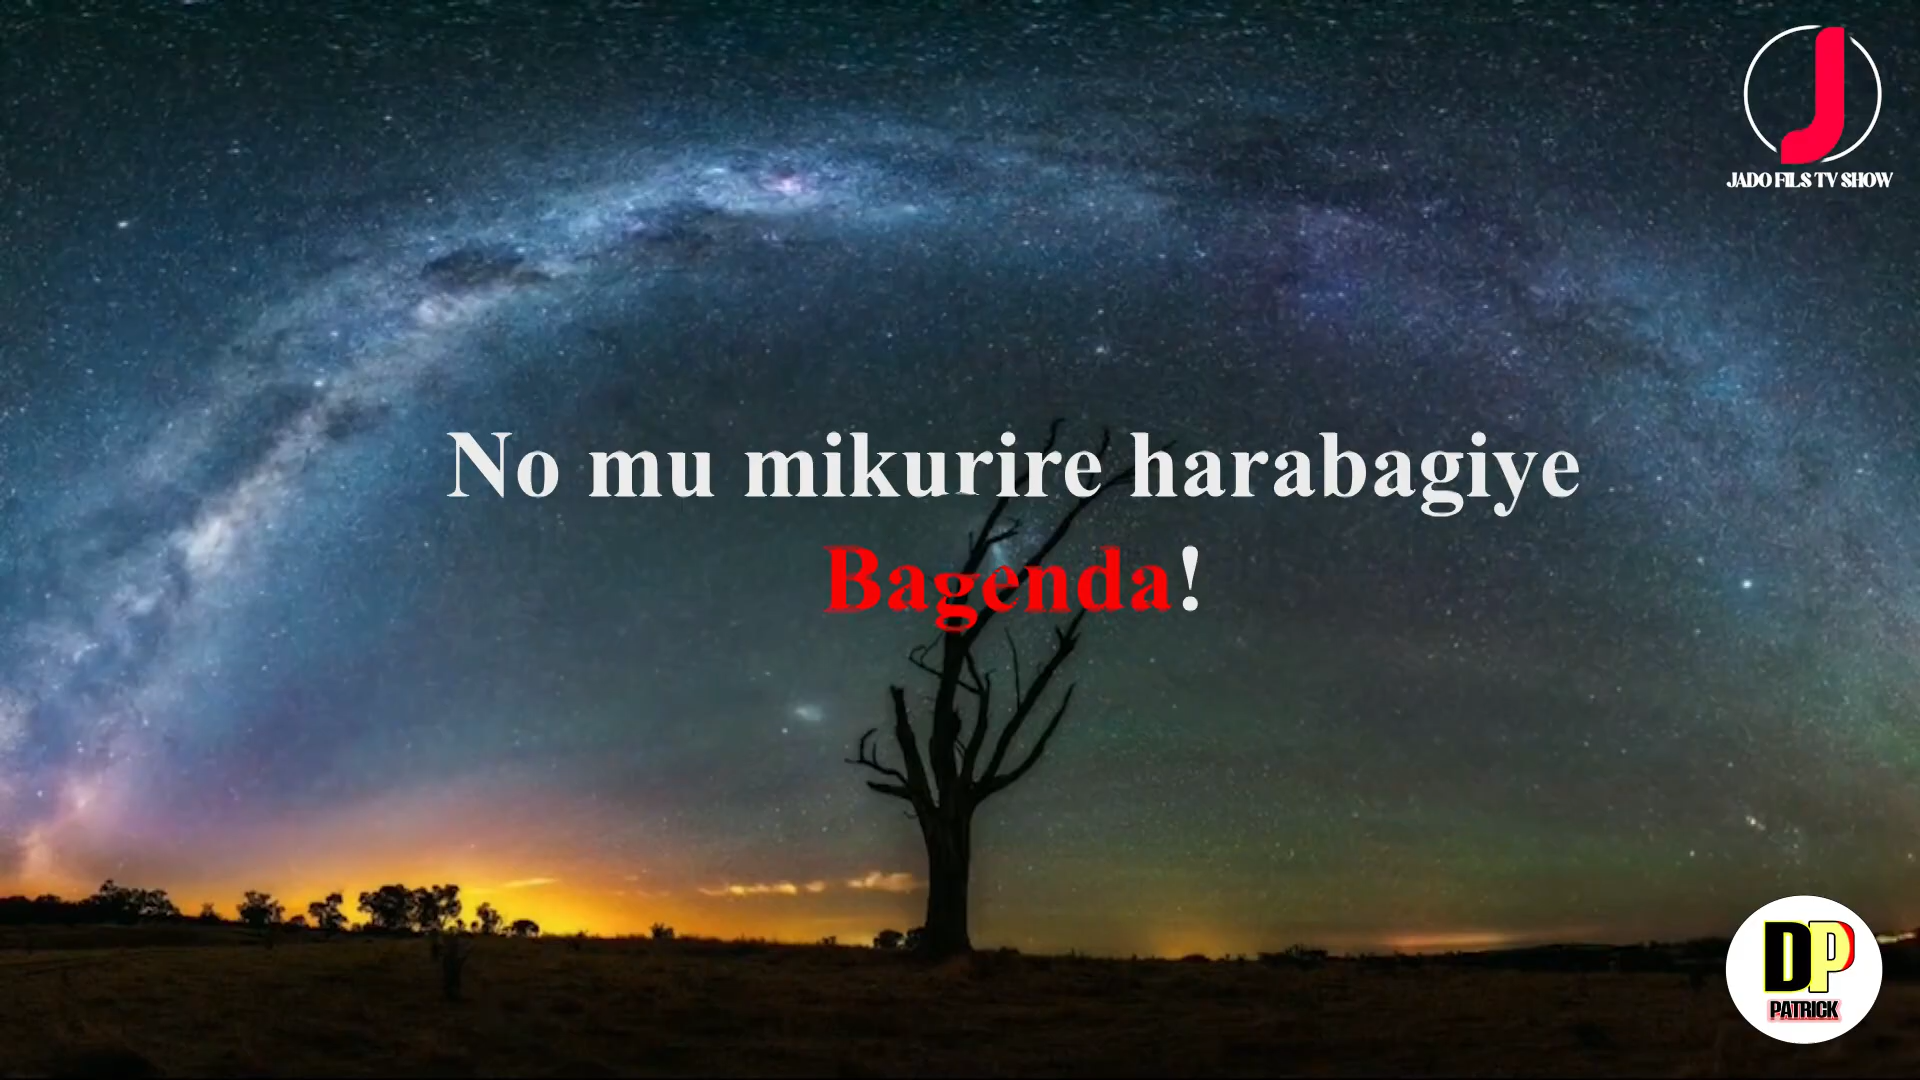 JADO FILS TV SHOW
No mu mikurire harabagiye
Bagenda!
DP
PATRICK